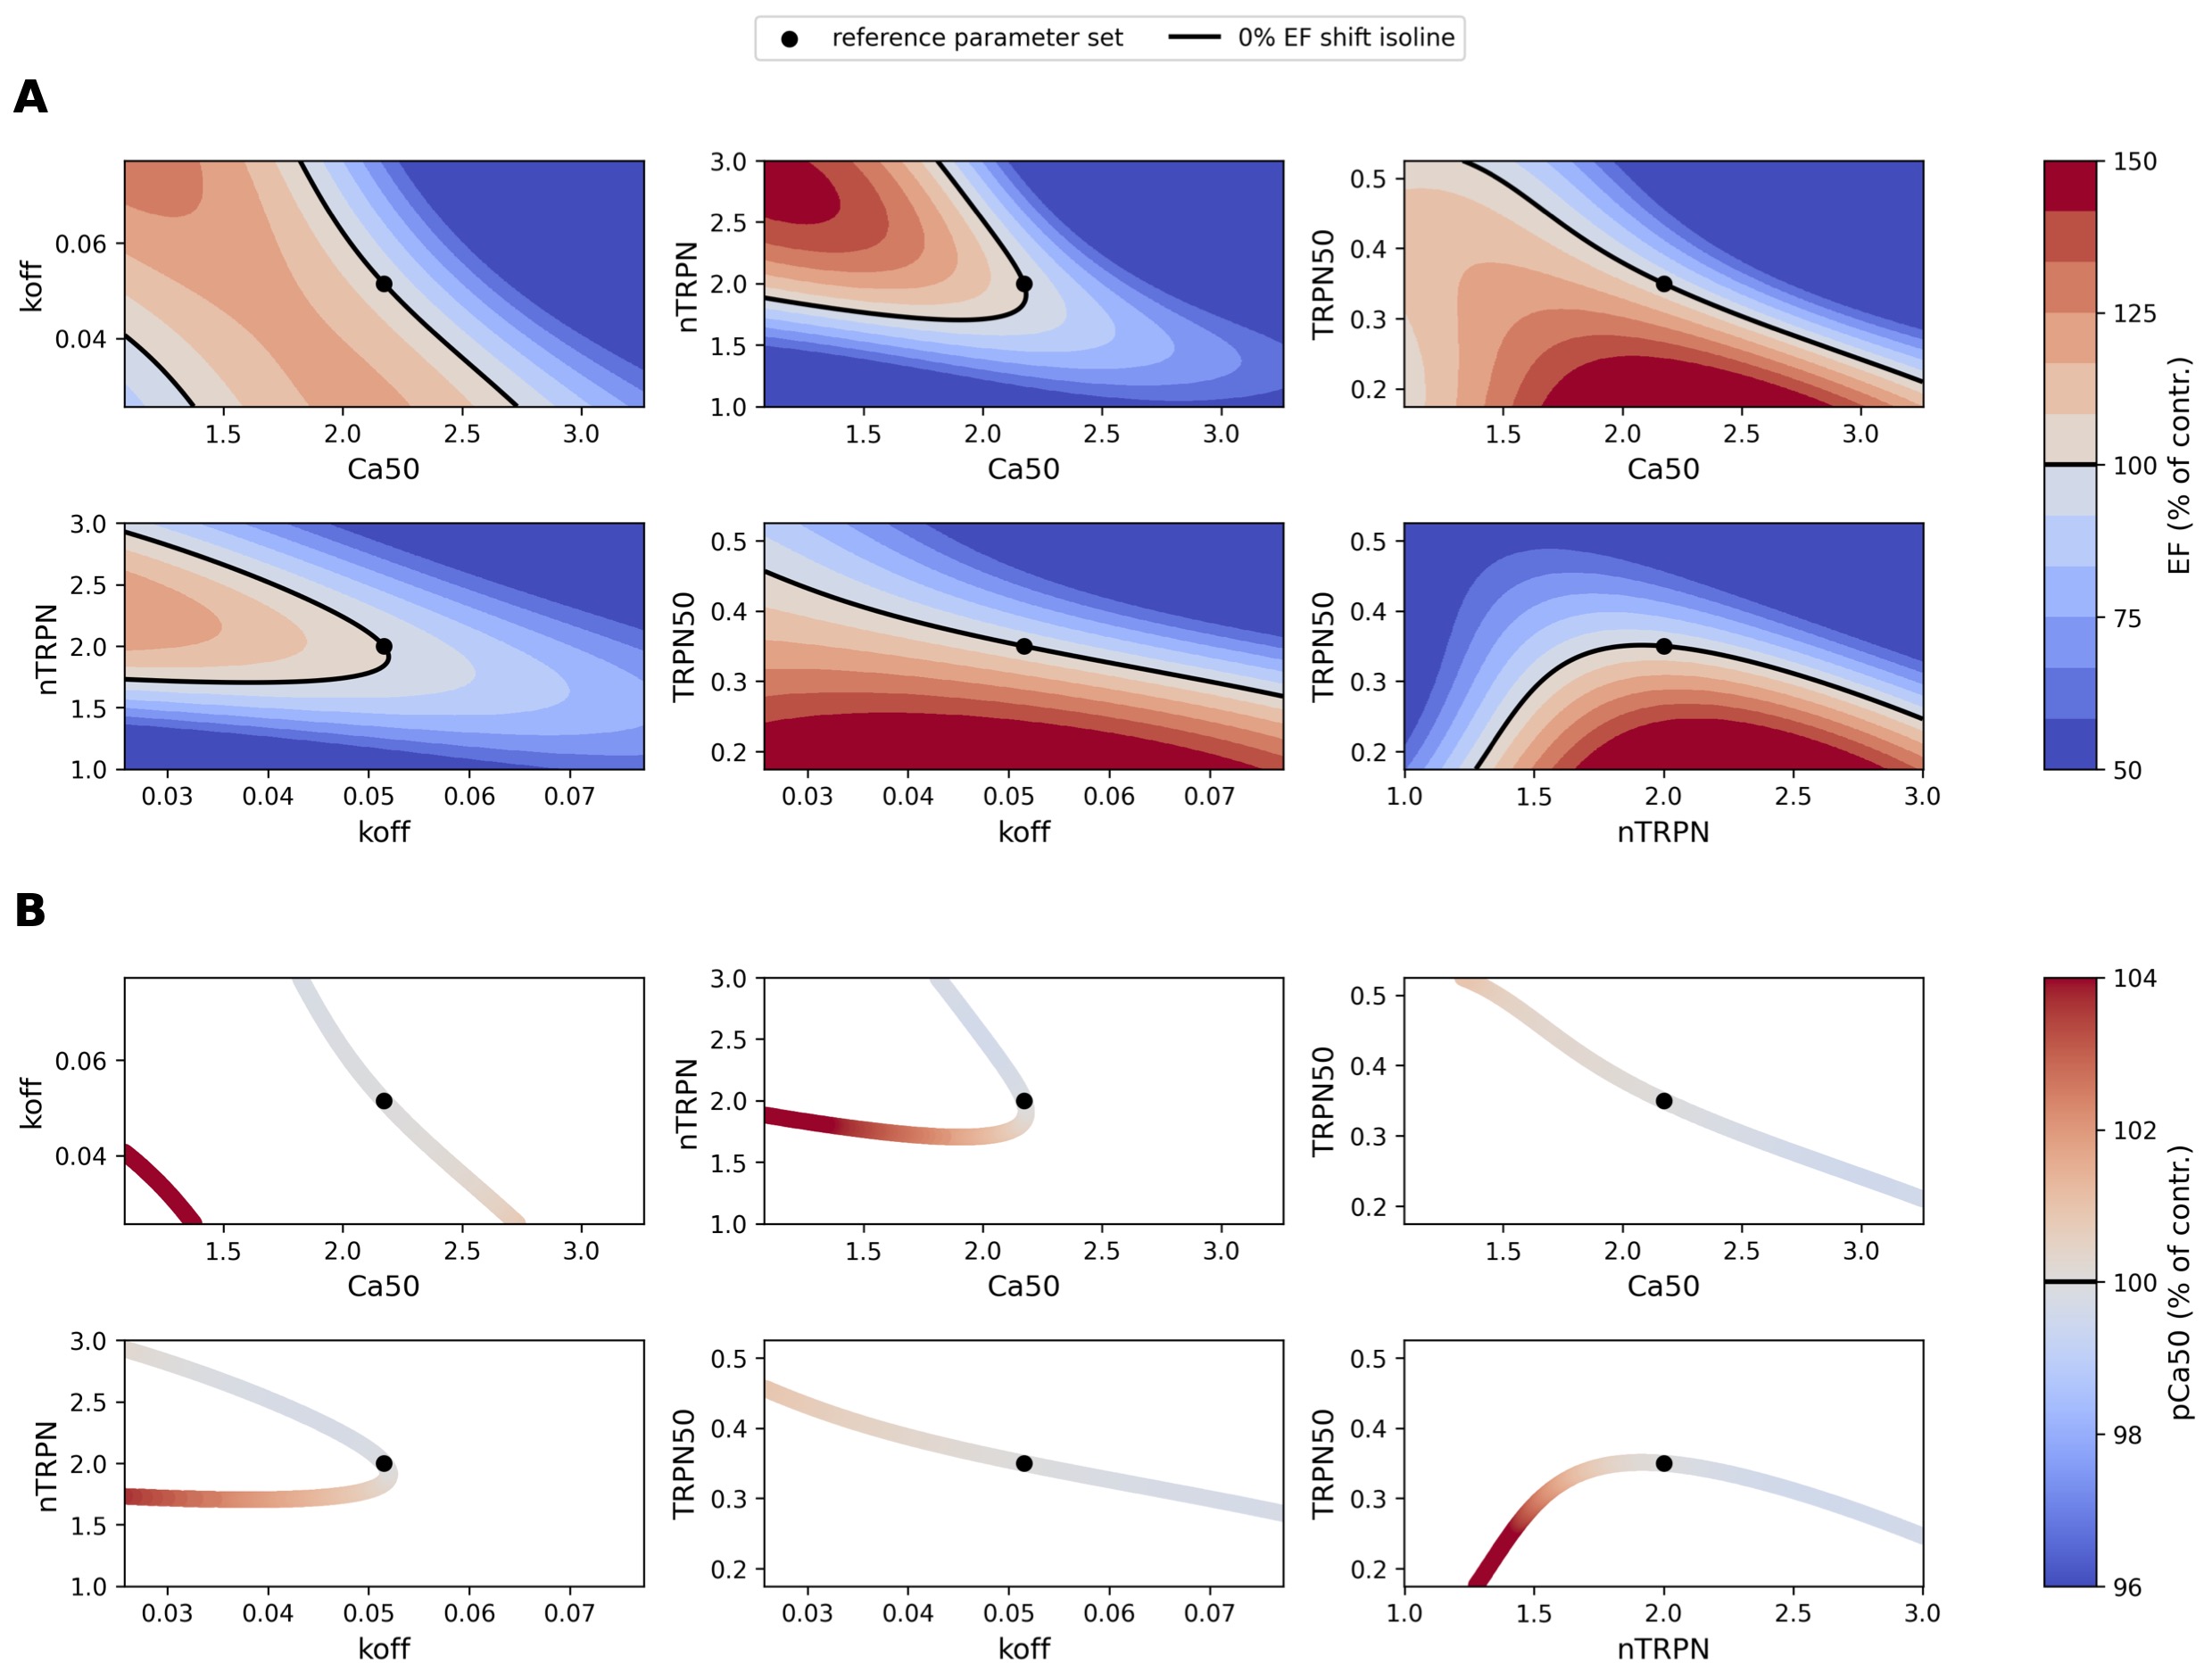 reference parameter set 0% EF shift isoline
A
koff
0.06
0.04
1.5 2.0 2.5 3.0
Ca50
nTRPN
3.0
2.5
2.0
1.5
1.0
1.5 2.0 2.5 3.0
Ca50
TRPN50
0.5
0.4
0.3
0.2
1.5 2.0 2.5 3.0
Ca50
nTRPN
3.0
2.5
2.0
1.5
1.0
0.03 0.04 0.05 0.06 0.07
koff
TRPN50
0.5
0.4
0.3
0.2
0.03 0.04 0.05 0.06 0.07
koff
TRPN50
0.5
0.4
0.3
0.2
1.0 1.5 2.0 2.5 3.0
nTRPN
150
125
100
75
50
EF (% of contr.)
B
koff
0.06
0.04
1.5 2.0 2.5 3.0
Ca50
nTRPN
3.0
2.5
2.0
1.5
1.0
1.5 2.0 2.5 3.0
Ca50
TRPN50
0.5
0.4
0.3
0.2
1.5 2.0 2.5 3.0
Ca50
nTRPN
3.0
2.5
2.0
1.5
1.0
0.03 0.04 0.05 0.06 0.07
koff
TRPN50
0.5
0.4
0.3
0.2
0.03 0.04 0.05 0.06 0.07
koff
TRPN50
0.5
0.4
0.3
0.2
1.0 1.5 2.0 2.5 3.0
nTRPN
104
102
100
98
96
pCa50 (% of contr.)